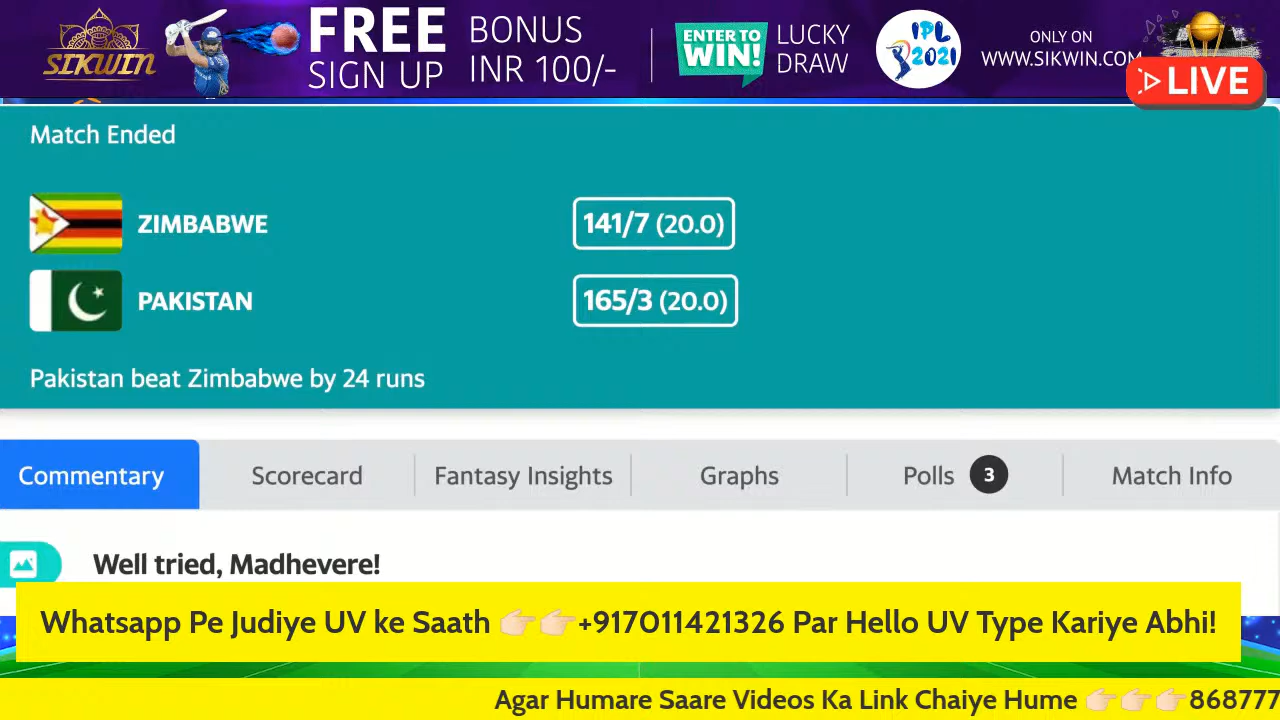 SIKWIN
FREE
SIGN UP
BONUS
INR 100/-
ENTER TO
WIN!
LUCKY
DRAW
IPL
2021
ONLY ON
WWW.SIKWIN.COM
LIVE
Match Ended
ZIMBABWE 141/7 (20.0)
PAKISTAN 165/3 (20.0)
Pakistan beat Zimbabwe by 24 runs
Commentary Scorecard Fantasy Insights Graphs Polls 3 Match Info
Well tried, Madhevere!
Whatsapp Pe Judiye UV ke Saath 👉🏻👉🏻+917011421326 Par Hello UV Type Kariye Abhi!
Agar Humare Saare Videos Ka Link Chaiye Hume 👉🏻👉🏻👉🏻868777